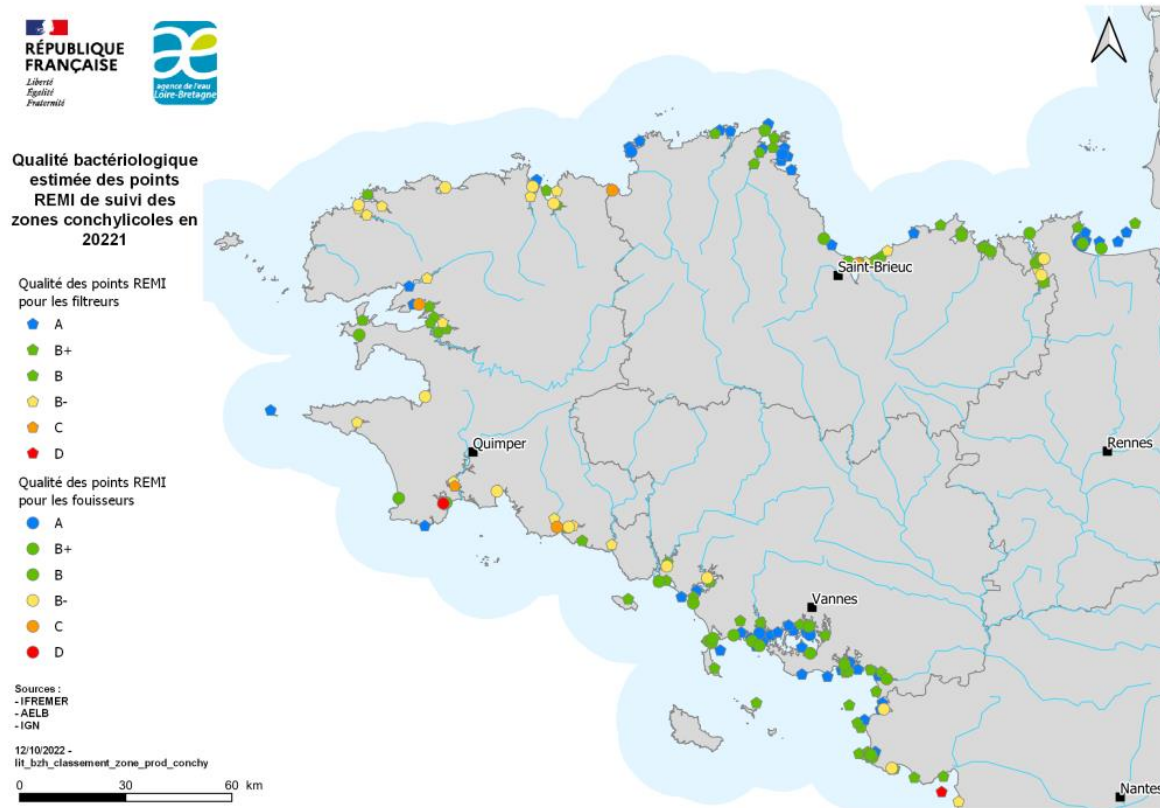 RÉPUBLIQUE
FRANÇAISE
Liberté
Égalité
Fraternité
agence de l'eau
Loire-Bretagne
Qualité bactériologique
estimée des points
REMI de suivi des
zones conchylicoles en
20221
Qualité des points REMI
pour les filtreurs
A
B+
B
B-
C
D
Qualité des points REMI
pour les fouisseurs
A
B+
B
B-
C
D
Sources :
- IFREMER
- AELB
- IGN
12/10/2022 -
lit_bzh_classement_zone_prod_conchy
0 30 60 km
Saint-Brieuc
Quimper
Rennes
Vannes
Nantes